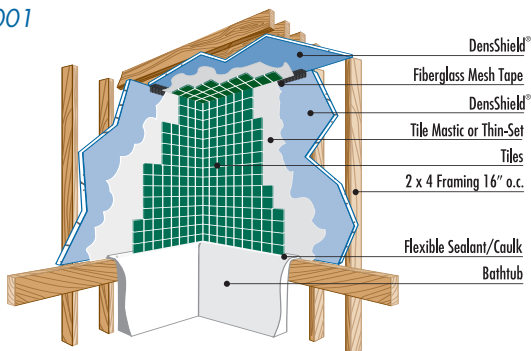 001
DensShield®
Fiberglass Mesh Tape
DensShield®
Tile Mastic or Thin-Set
Tiles
2 x 4 Framing 16" o.c.
Flexible Sealant/Caulk
Bathtub